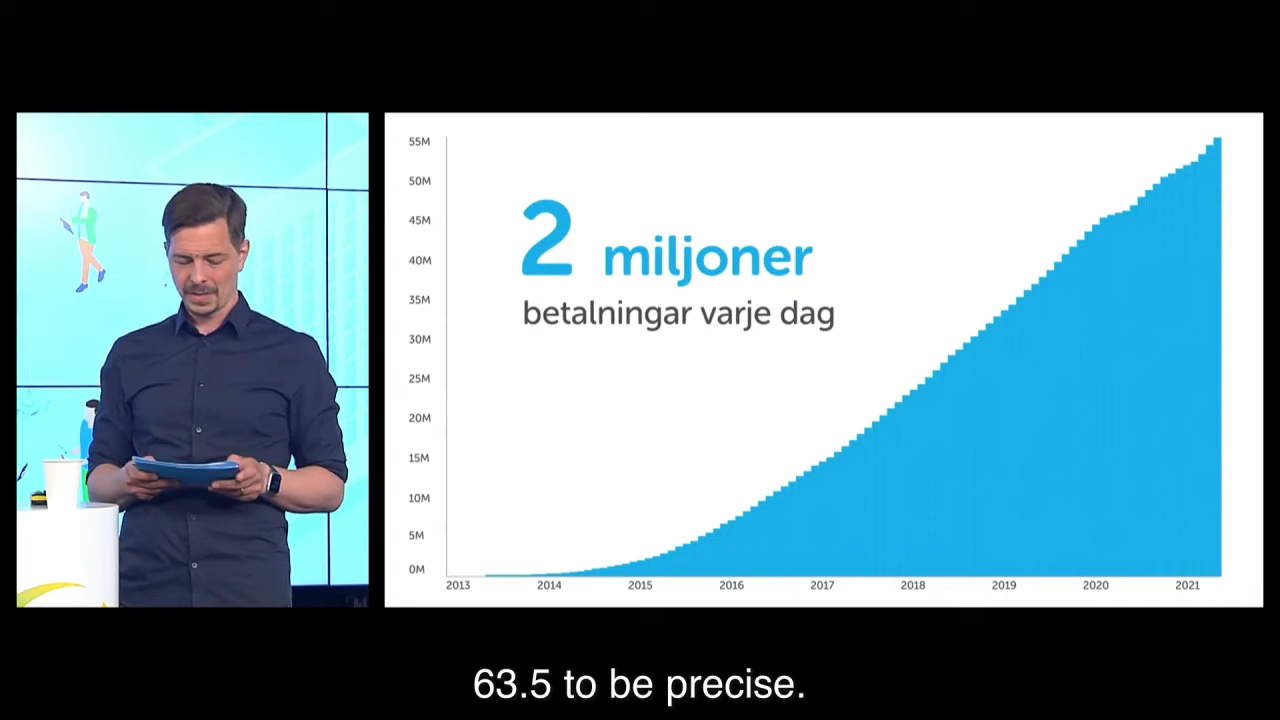 55M
50M
45M
40M
35M
30M
25M
20M
15M
10M
5M
0M
2 miljoner
betalningar varje dag
2013 2014 2015 2016 2017 2018 2019 2020 2021
63.5 to be precise.